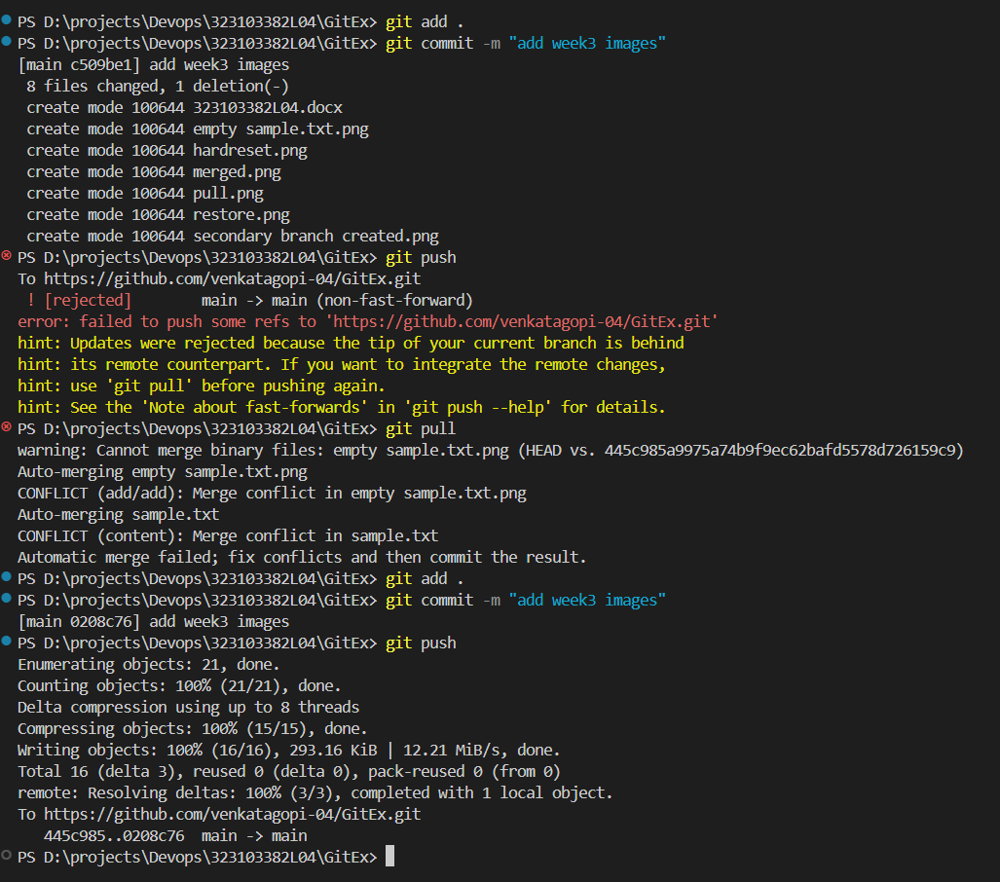 PS D:\projects\Devops\323103382L04\GitEx> git add .
PS D:\projects\Devops\323103382L04\GitEx> git commit -m "add week3 images"
[main c509be1] add week3 images
 8 files changed, 1 deletion(-)
 create mode 100644 323103382L04.docx
 create mode 100644 empty sample.txt.png
 create mode 100644 hardreset.png
 create mode 100644 merged.png
 create mode 100644 pull.png
 create mode 100644 restore.png
 create mode 100644 secondary branch created.png
PS D:\projects\Devops\323103382L04\GitEx> git push
To https://github.com/venkatagopi-04/GitEx.git
 ! [rejected]        main -> main (non-fast-forward)
error: failed to push some refs to 'https://github.com/venkatagopi-04/GitEx.git'
hint: Updates were rejected because the tip of your current branch is behind
hint: its remote counterpart. If you want to integrate the remote changes,
hint: use 'git pull' before pushing again.
hint: See the 'Note about fast-forwards' in 'git push --help' for details.
PS D:\projects\Devops\323103382L04\GitEx> git pull
warning: Cannot merge binary files: empty sample.txt.png (HEAD vs. 445c985a9975a74b9f9ec62bafd5578d726159c9)
Auto-merging empty sample.txt.png
CONFLICT (add/add): Merge conflict in empty sample.txt.png
Auto-merging sample.txt
CONFLICT (content): Merge conflict in sample.txt
Automatic merge failed; fix conflicts and then commit the result.
PS D:\projects\Devops\323103382L04\GitEx> git add .
PS D:\projects\Devops\323103382L04\GitEx> git commit -m "add week3 images"
[main 0208c76] add week3 images
PS D:\projects\Devops\323103382L04\GitEx> git push
Enumerating objects: 21, done.
Counting objects: 100% (21/21), done.
Delta compression using up to 8 threads
Compressing objects: 100% (15/15), done.
Writing objects: 100% (16/16), 293.16 KiB | 12.21 MiB/s, done.
Total 16 (delta 3), reused 0 (delta 0), pack-reused 0 (from 0)
remote: Resolving deltas: 100% (3/3), completed with 1 local object.
To https://github.com/venkatagopi-04/GitEx.git
   445c985..0208c76  main -> main
PS D:\projects\Devops\323103382L04\GitEx>